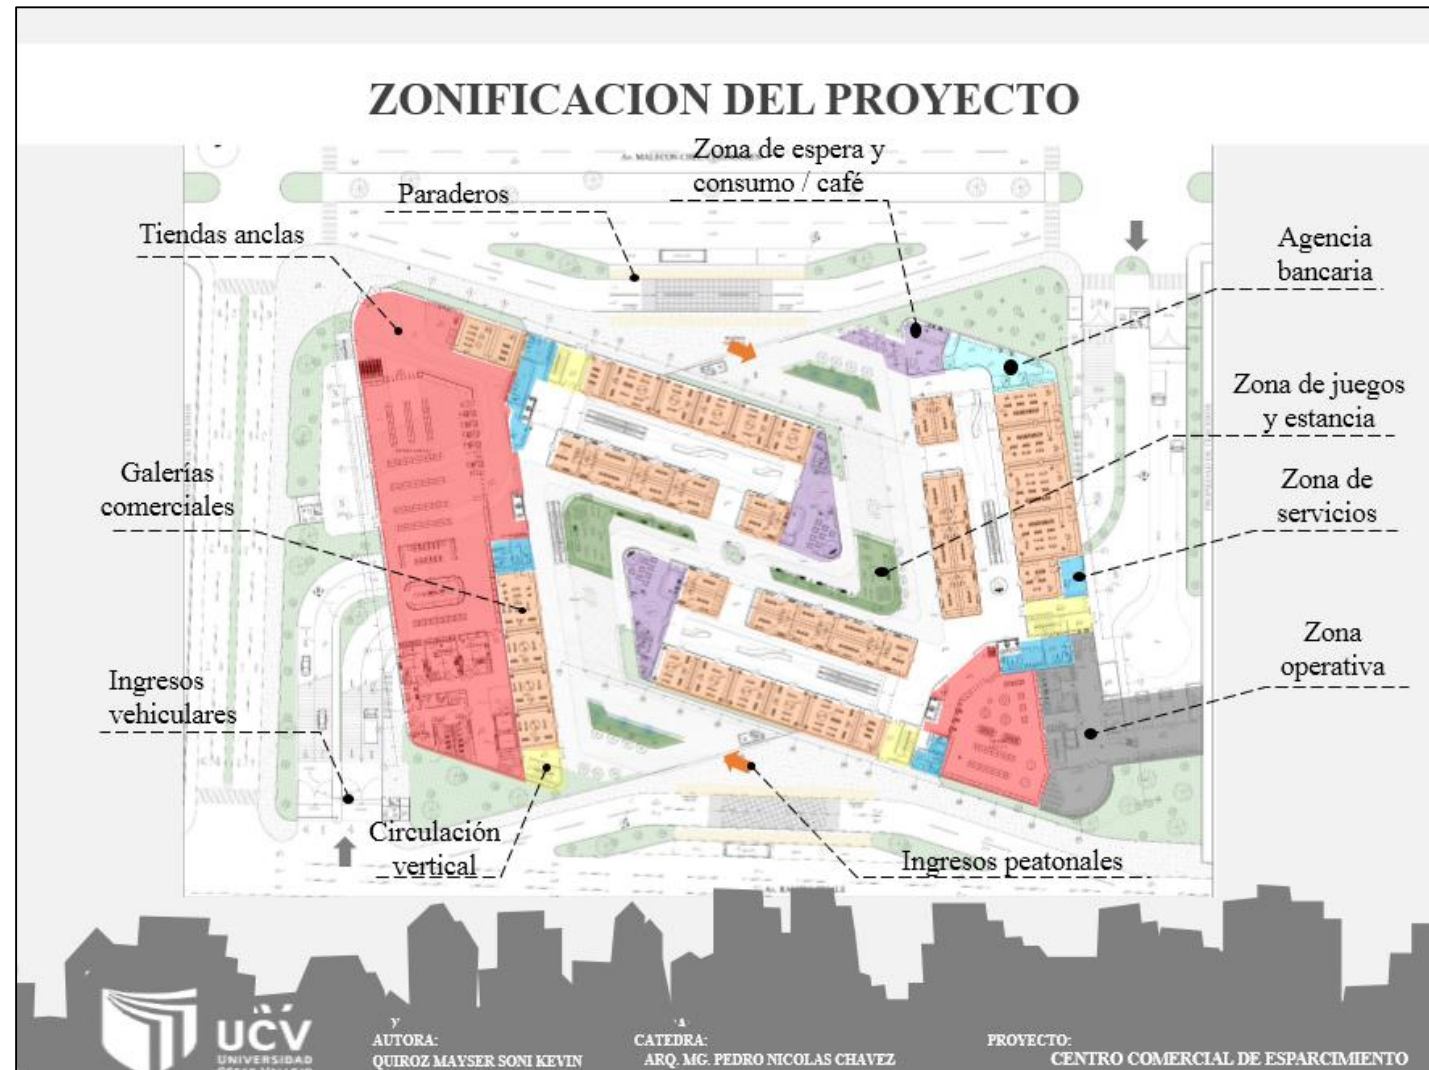 ZONIFICACION DEL PROYECTO
Zona de espera y
consumo / café
Paraderos
Tiendas anclas
Agencia
bancaria
Zona de juegos
y estancia
Galerías
comerciales
Zona de
servicios
Zona
operativa
Ingresos
vehiculares
Circulación
vertical
Ingresos peatonales
UCV
UNIVERSIDAD
AUTORA:
QUIROZ MAYSER SONI KEVIN
CATEDRA:
ARQ. MG. PEDRO NICOLAS CHAVEZ
PROYECTO:
CENTRO COMERCIAL DE ESPARCIMIENTO